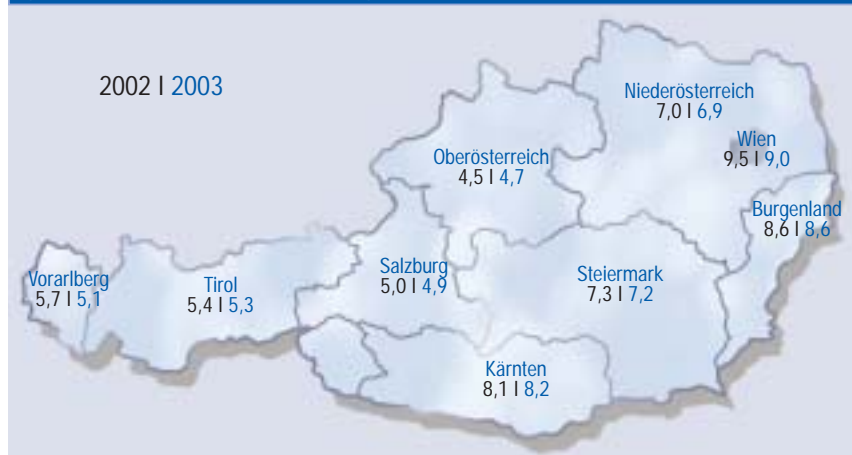 2002 I 2003
Niederösterreich
7,0 I 6,9
Wien
9,5 I 9,0
Oberösterreich
4,5 I 4,7
Burgenland
8,6 I 8,6
Vorarlberg
5,7 I 5,1
Tirol
5,4 I 5,3
Salzburg
5,0 I 4,9
Steiermark
7,3 I 7,2
Kärnten
8,1 I 8,2